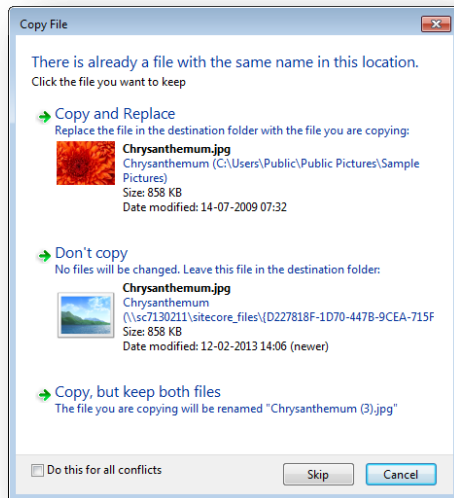 Copy File
There is already a file with the same name in this location.
Click the file you want to keep
Copy and Replace
Replace the file in the destination folder with the file you are copying:
Chrysanthemum.jpg
Chrysanthemum (C:\Users\Public\Public Pictures\Sample
Pictures)
Size: 858 KB
Date modified: 14-07-2009 07:32
Don't copy
No files will be changed. Leave this file in the destination folder:
Chrysanthemum.jpg
Chrysanthemum
(\\sc7130211\sitecore_files\{D227818F-1D70-447B-9CEA-715F
Size: 858 KB
Date modified: 12-02-2013 14:06 (newer)
Copy, but keep both files
The file you are copying will be renamed "Chrysanthemum (3).jpg"
Do this for all conflicts
Skip
Cancel